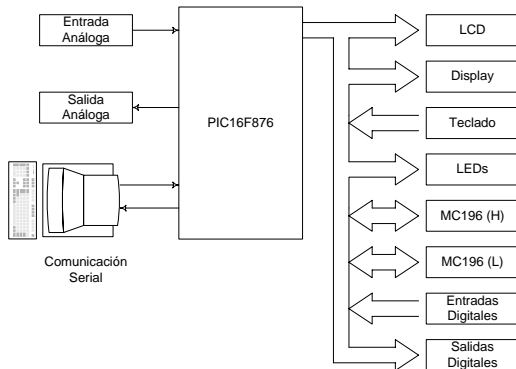 Entrada
Análoga
Salida
Análoga
Comunicación
Serial
PIC16F876
LCD
Display
Teclado
LEDs
MC196 (H)
MC196 (L)
Entradas
Digitales
Salidas
Digitales